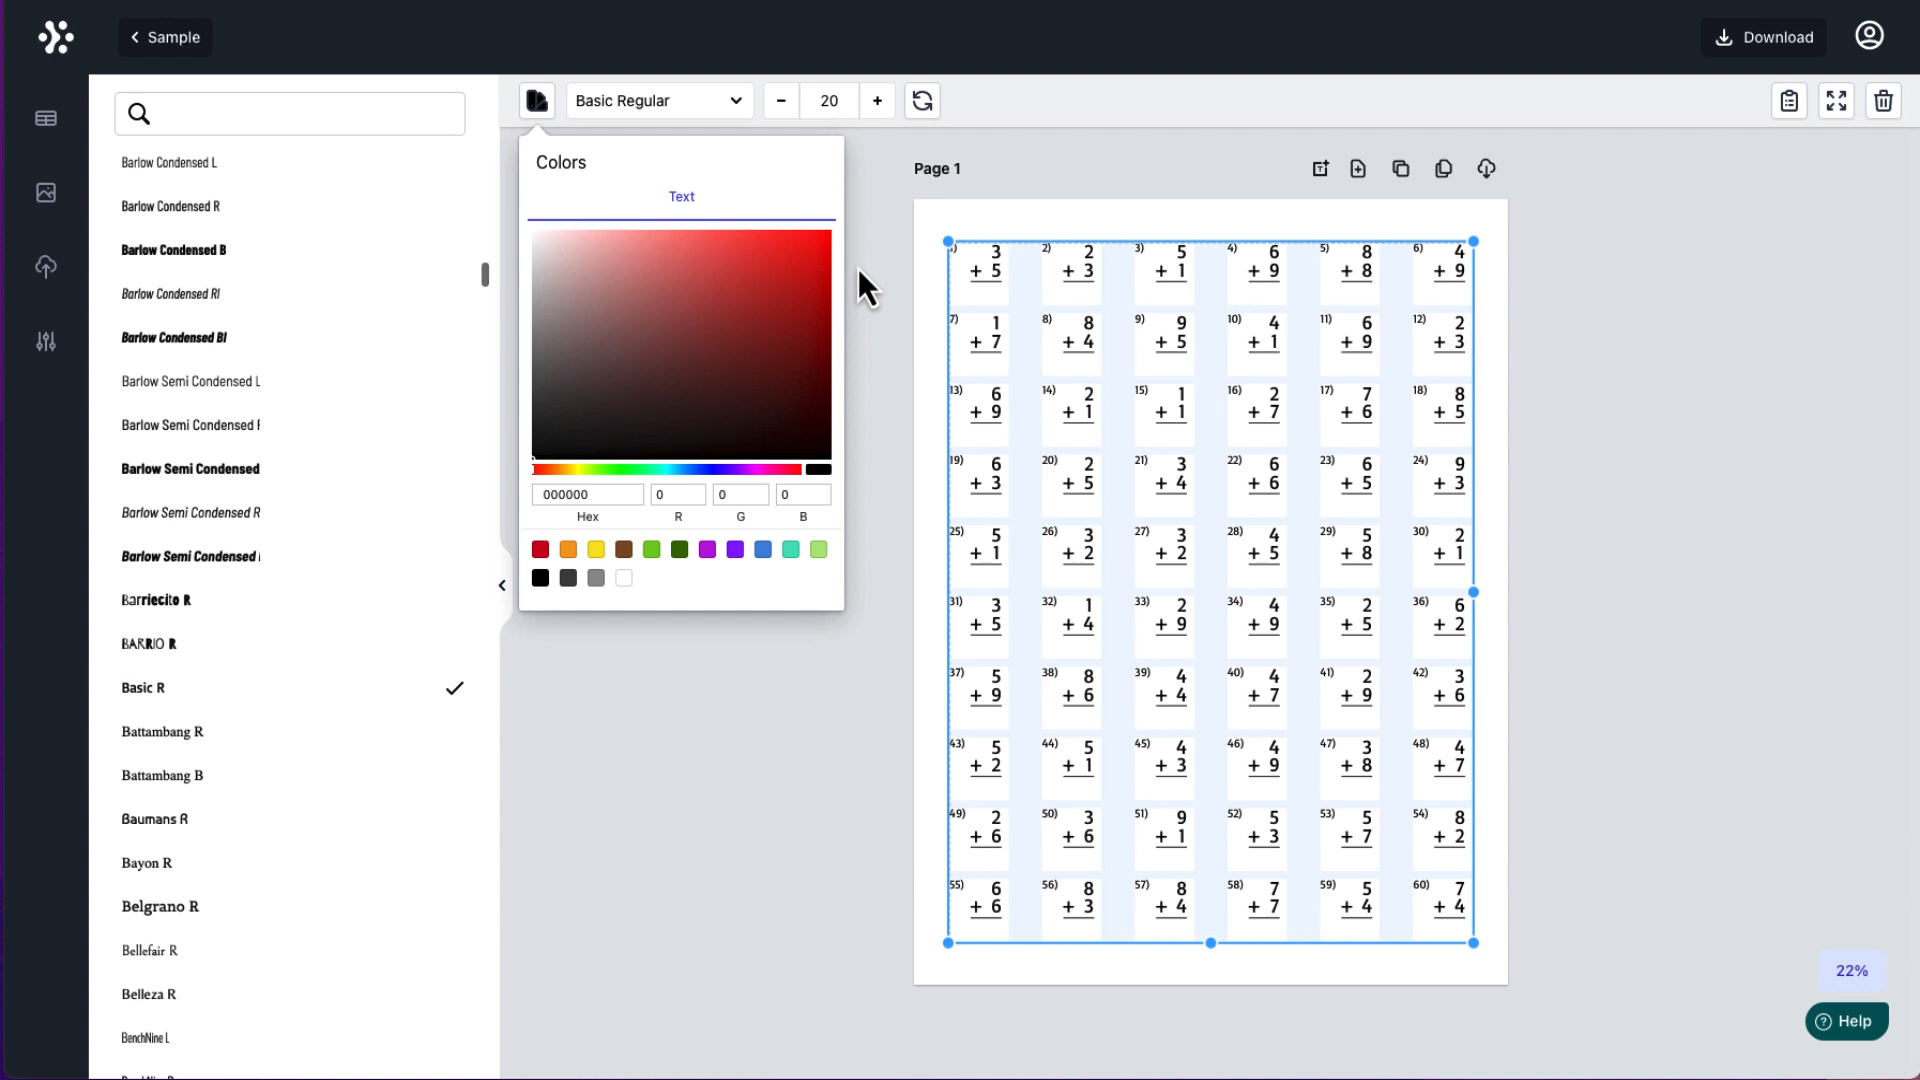 Sample
Download
Basic Regular
- 20 +
Barlow Condensed L
Barlow Condensed R
Barlow Condensed B
Barlow Condensed RI
Barlow Condensed BI
Barlow Semi Condensed L
Barlow Semi Condensed
Barlow Semi Condensed
Barlow Semi Condensed R
Barlow Semi Condensed
Barriecito R
BARRIO R
Basic R
Battambang R
Battambang B
Baumans R
Bayon R
Belgrano R
Bellefair R
Belleza R
BenchNine L
Colors
Text
000000 0 0 0
Hex R G B
Page 1
1) 3 2) 2 3) 5 4) 6 5) 8 6) 4
+ 5 + 3 + 1 + 9 + 8 + 9
7) 1 8) 8 9) 9 10) 4 11) 6 12) 2
+ 7 + 4 + 5 + 1 + 9 + 3
13) 6 14) 2 15) 1 16) 2 17) 7 18) 8
+ 9 + 1 + 1 + 7 + 6 + 5
19) 6 20) 2 21) 3 22) 6 23) 6 24) 9
+ 3 + 5 + 4 + 6 + 5 + 3
25) 5 26) 3 27) 3 28) 4 29) 5 30) 2
+ 1 + 2 + 2 + 5 + 8 + 1
31) 3 32) 1 33) 2 34) 4 35) 2 36) 6
+ 5 + 4 + 9 + 9 + 5 + 2
37) 5 38) 8 39) 4 40) 4 41) 2 42) 3
+ 9 + 6 + 4 + 7 + 9 + 6
43) 5 44) 5 45) 4 46) 4 47) 3 48) 4
+ 2 + 1 + 3 + 9 + 8 + 7
49) 2 50) 3 51) 9 52) 5 53) 5 54) 8
+ 6 + 6 + 1 + 3 + 7 + 2
55) 6 56) 8 57) 8 58) 7 59) 5 60) 7
+ 6 + 3 + 4 + 7 + 4 + 4
22%
Help